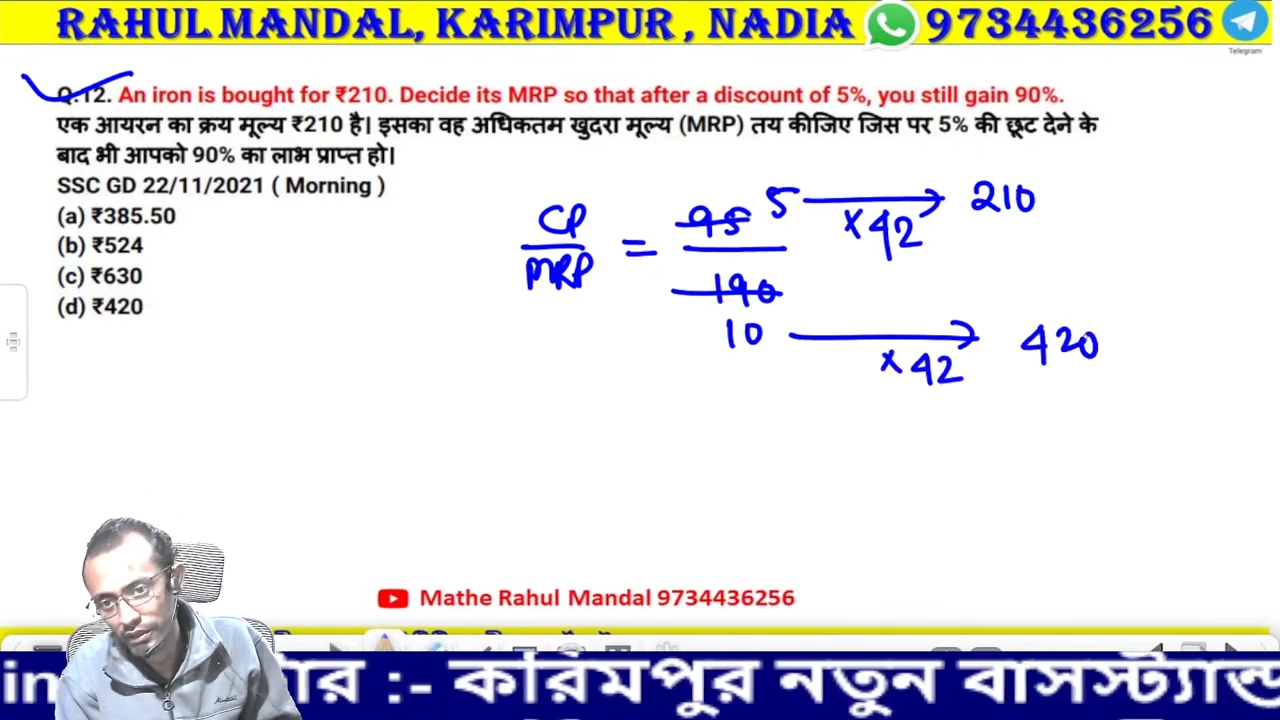 RAHUL MANDAL, KARIMPUR , NADIA 9734436256
Telegram
Q.12. An iron is bought for ₹210. Decide its MRP so that after a discount of 5%, you still gain 90%.
एक आयरन का क्रय मूल्य ₹210 है। इसका वह अधिकतम खुदरा मूल्य (MRP) तय कीजिए जिस पर 5% की छूट देने के
बाद भी आपको 90% का लाभ प्राप्त हो।
SSC GD 22/11/2021 ( Morning )
(a) ₹385.50
(b) ₹524
(c) ₹630
(d) ₹420
CP 95 5 → 210
×42
MRP = 190
10 → 420
×42
Mathe Rahul Mandal 9734436256
in র্টার :- করিমপুর নতুন বাসস্ট্যান্ড